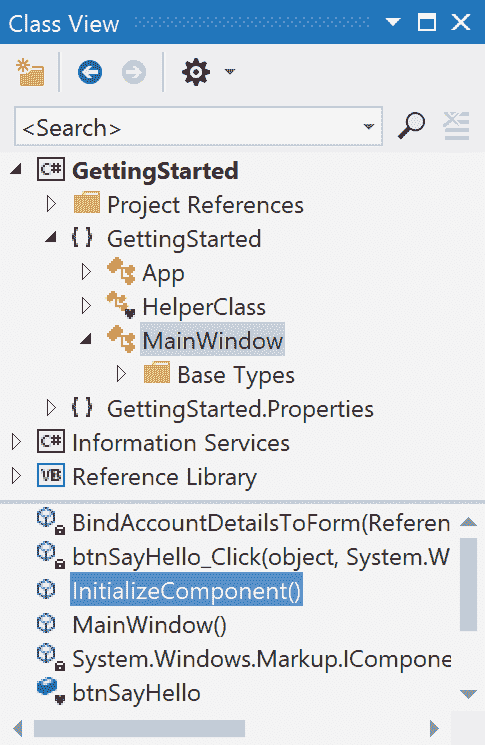 Class View
<Search>
C# GettingStarted
Project References
{ } GettingStarted
App
HelperClass
MainWindow
Base Types
{ } GettingStarted.Properties
C# Information Services
VB Reference Library
BindAccountDetailsToForm(Referen
btnSayHello_Click(object, System.W
InitializeComponent()
MainWindow()
System.Windows.Markup.ICompone
btnSayHello